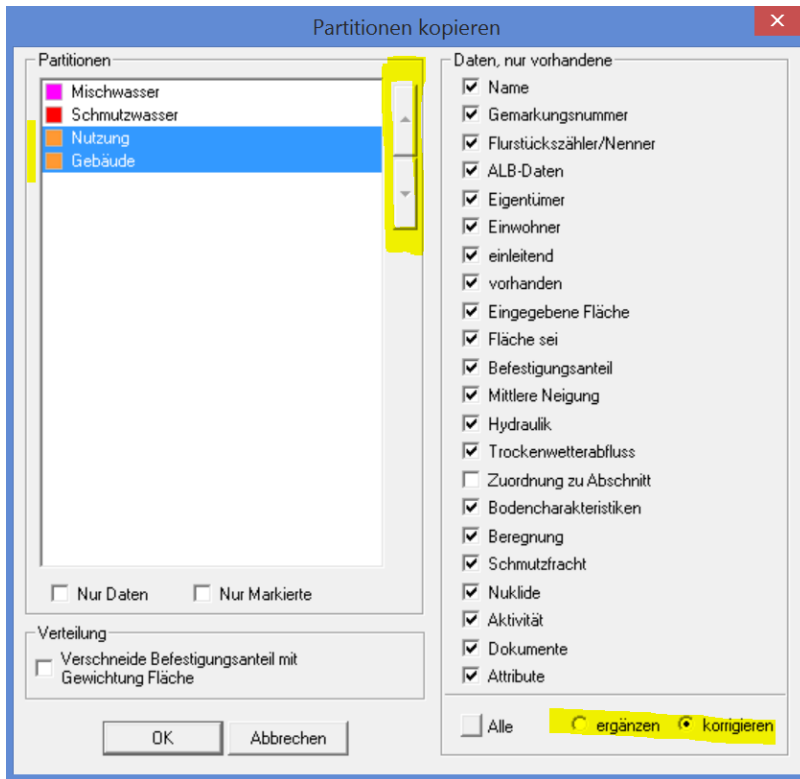 Partitionen kopieren
Partitionen
Mischwasser
Schmutzwasser
Nutzung
Gebäude
Nur Daten
Nur Markierte
Verteilung
Verschneide Befestigungsanteil mit
Gewichtung Fläche
OK
Abbrechen
Daten, nur vorhandene
Name
Gemarkungsnummer
Flurstückszähler/Nenner
ALB-Daten
Eigentümer
Einwohner
einleitend
vorhanden
Eingegebene Fläche
Fläche sei
Befestigungsanteil
Mittlere Neigung
Hydraulik
Trockenwetterabfluss
Zuordnung zu Abschnitt
Bodencharakteristiken
Beregnung
Schmutzfracht
Nuklide
Aktivität
Dokumente
Attribute
Alle
ergänzen
korrigieren